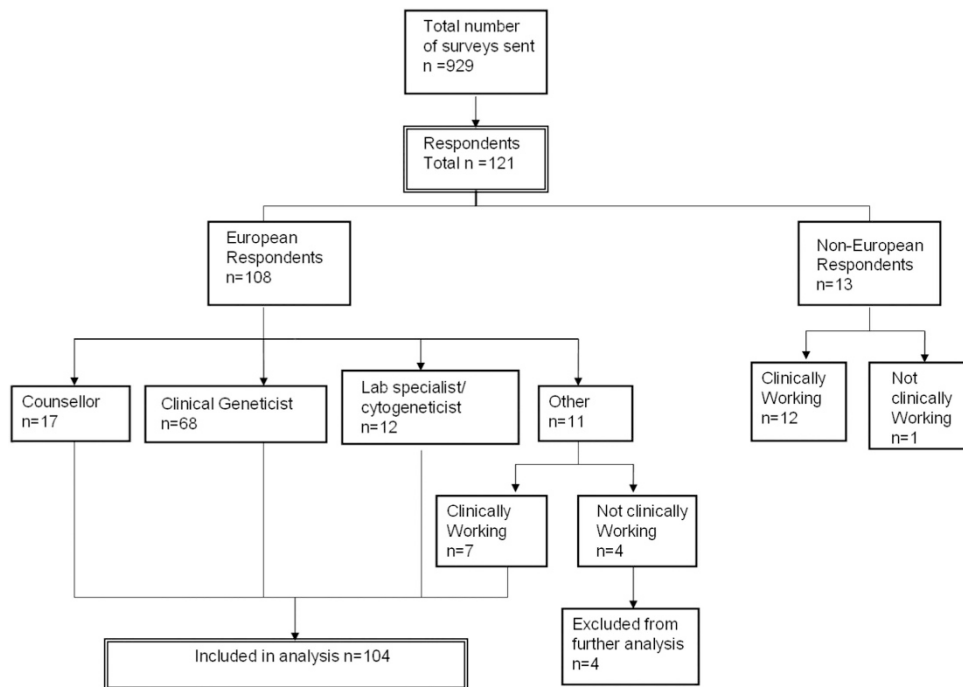 Total number
of surveys sent
n =929
Respondents
Total n =121
European
Respondents
n=108
Non-European
Respondents
n=13
Counsellor
n=17
Clinical Geneticist
n=68
Lab specialist/
cytogeneticist
n=12
Other
n=11
Clinically
Working
n=12
Not
clinically
Working
n=1
Clinically
Working
n=7
Not clinically
Working
n=4
Included in analysis n=104
Excluded from
further analysis
n=4